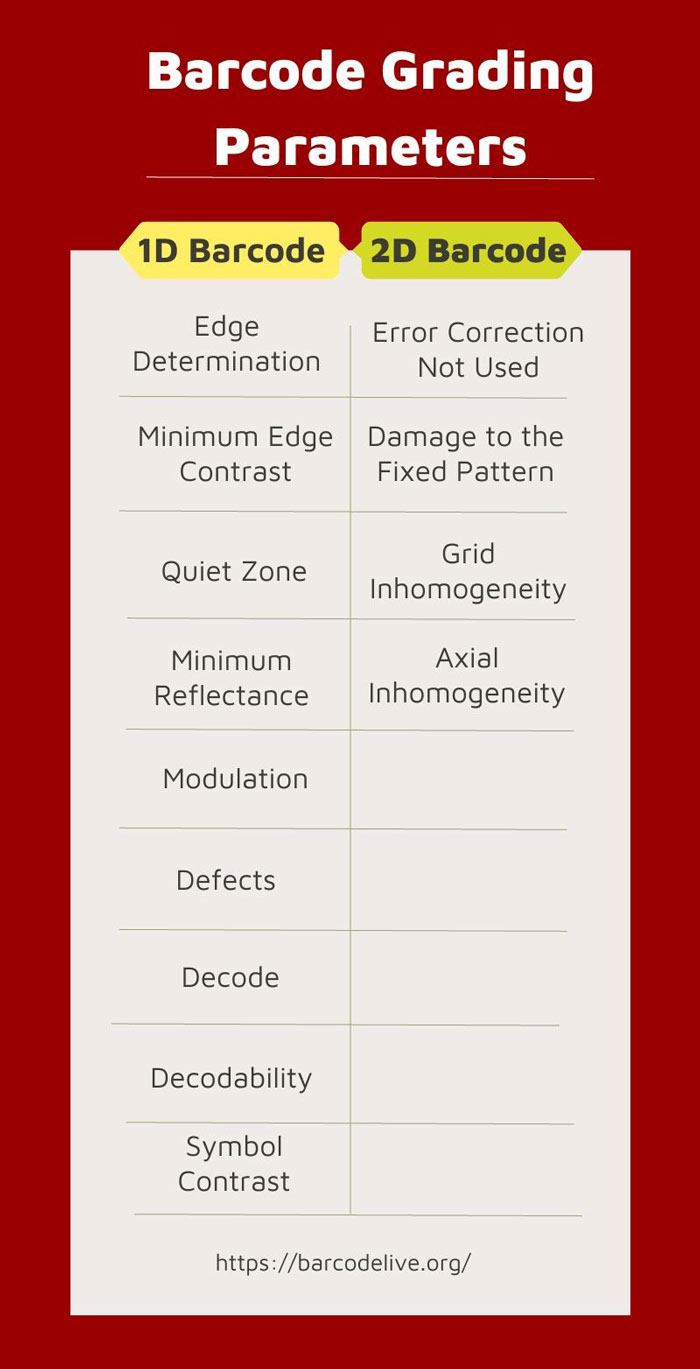 Barcode Grading
Parameters
1D Barcode
2D Barcode
Edge
Determination
Error Correction
Not Used
Minimum Edge
Contrast
Damage to the
Fixed Pattern
Quiet Zone
Grid
Inhomogeneity
Minimum
Reflectance
Axial
Inhomogeneity
Modulation
Defects
Decode
Decodability
Symbol
Contrast
https://barcodelive.org/